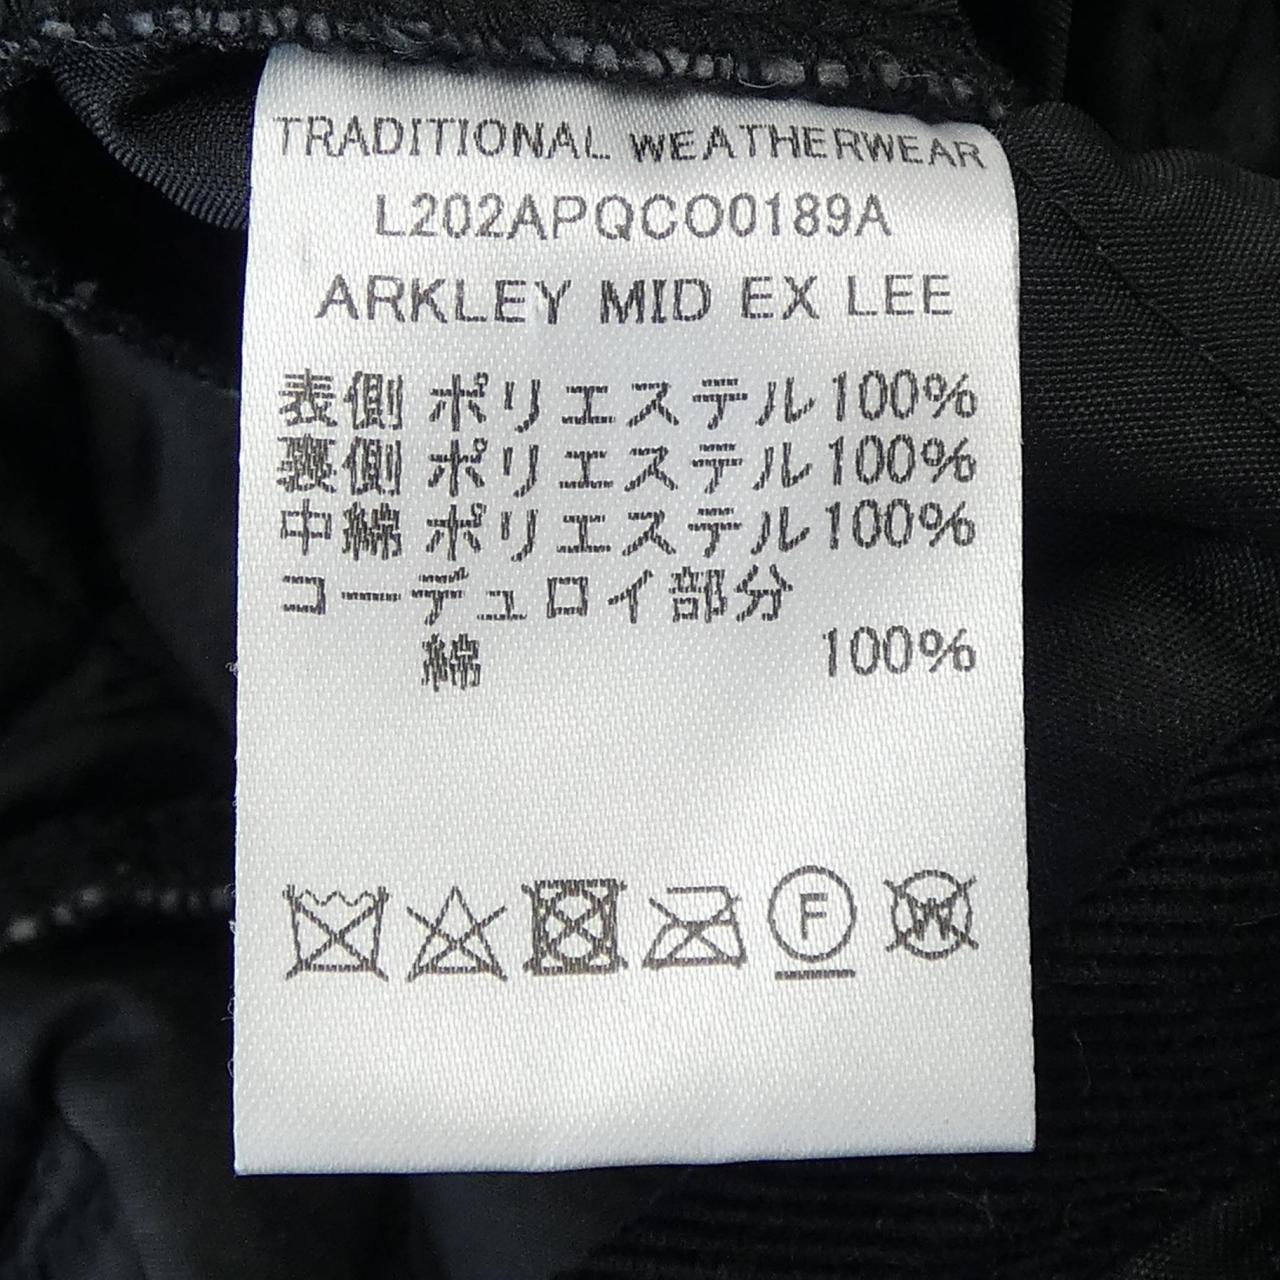 TRADITIONAL WEATHERWEAR
L202APQCO0189A
ARKLEY MID EX LEE
表側 ポリエステル100%
裏側 ポリエステル100%
中綿 ポリエステル100%
コーデュロイ部分
綿 100%
F W